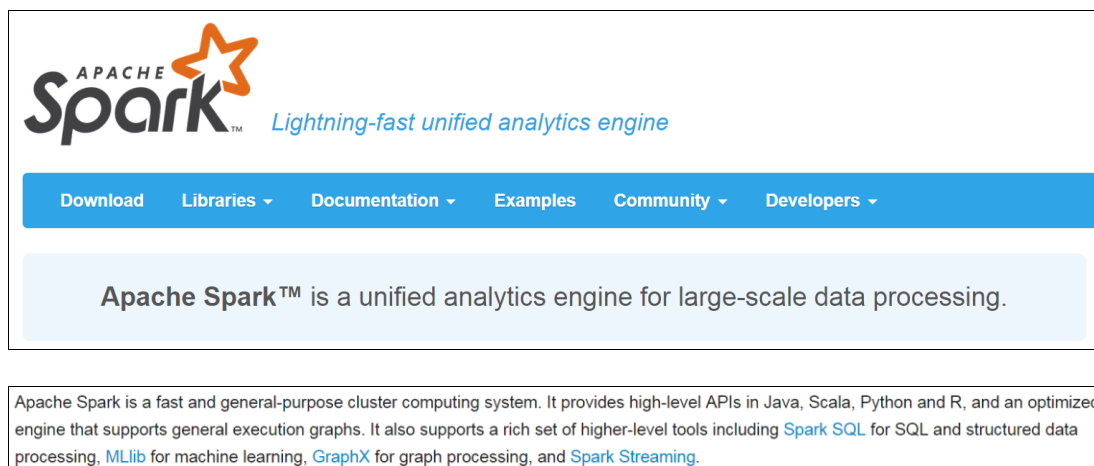 APACHE
Spark™
Lightning-fast unified analytics engine
Download Libraries Documentation Examples Community Developers
Apache Spark™ is a unified analytics engine for large-scale data processing.
Apache Spark is a fast and general-purpose cluster computing system. It provides high-level APIs in Java, Scala, Python and R, and an optimized
engine that supports general execution graphs. It also supports a rich set of higher-level tools including Spark SQL for SQL and structured data
processing, MLlib for machine learning, GraphX for graph processing, and Spark Streaming.